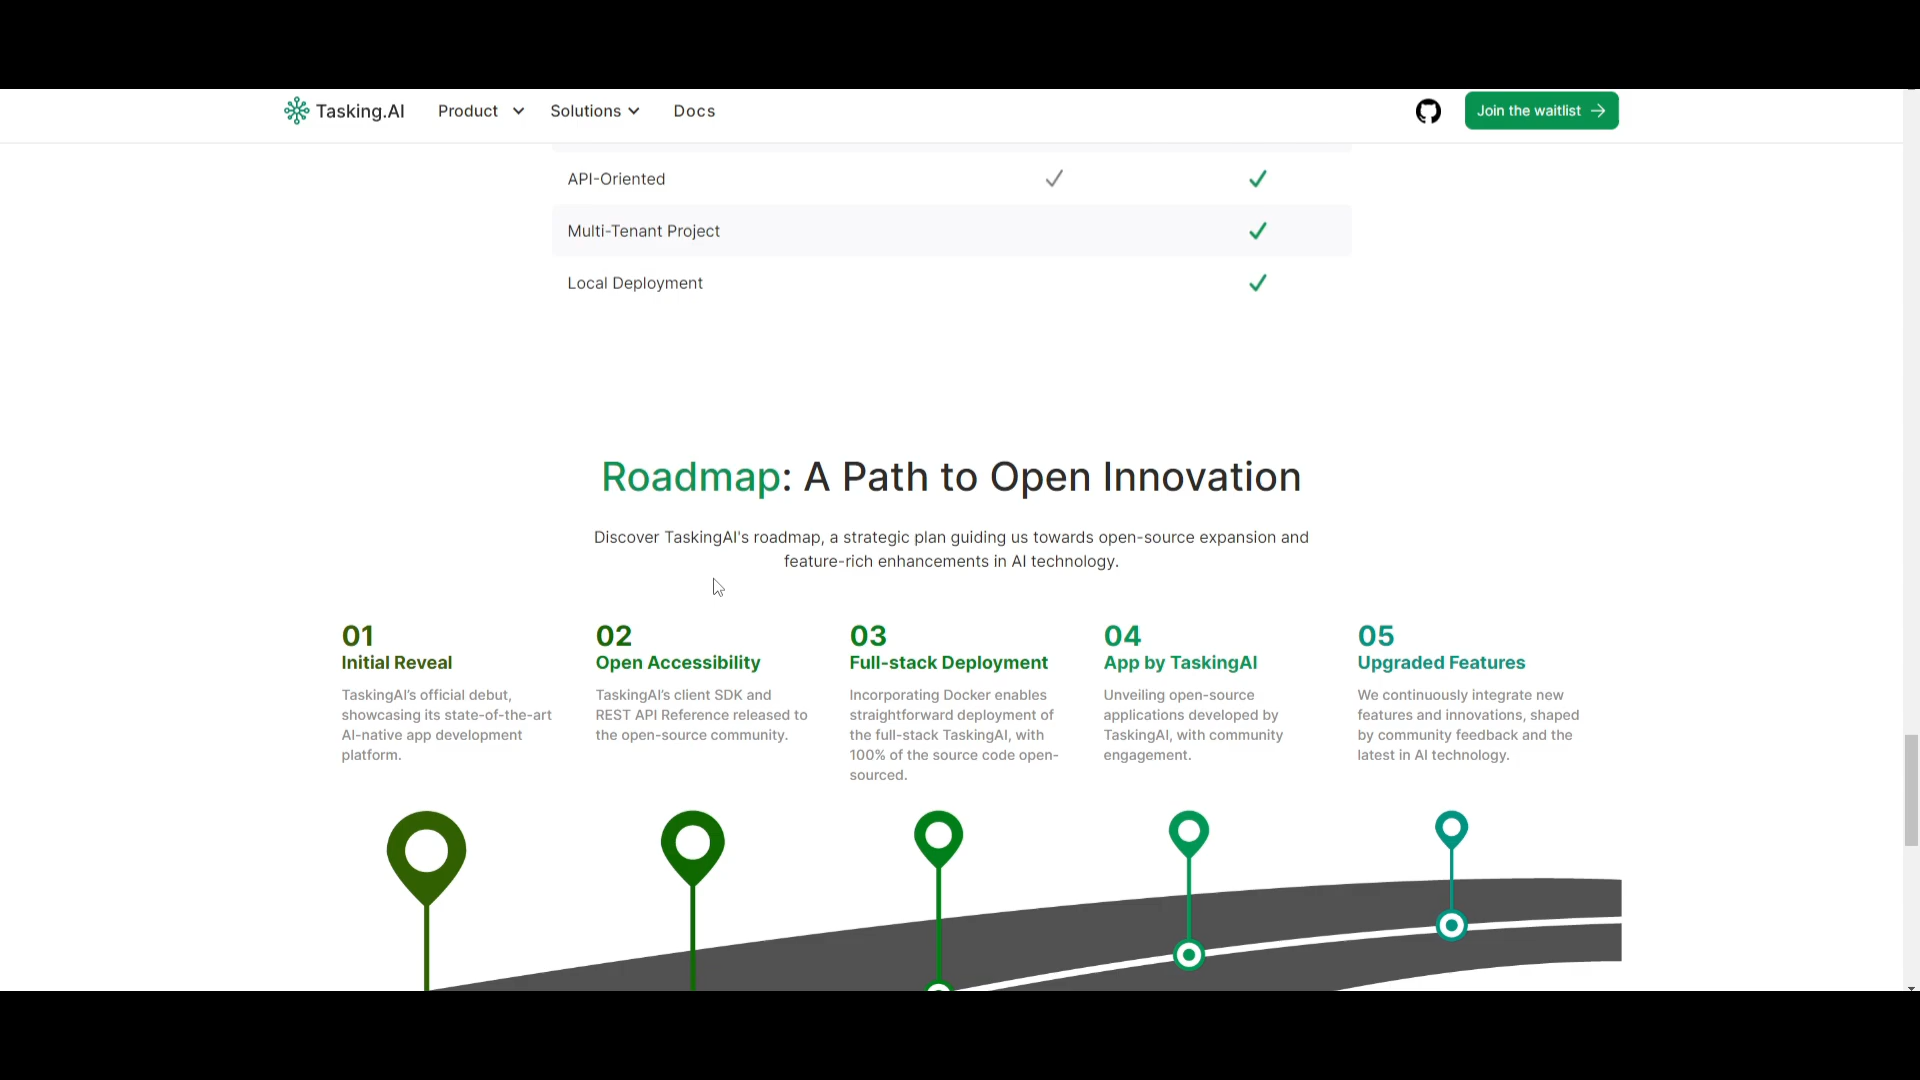 Tasking.AI Product Solutions Docs Join the waitlist
API-Oriented
Multi-Tenant Project
Local Deployment
Roadmap: A Path to Open Innovation
Discover TaskingAI's roadmap, a strategic plan guiding us towards open-source expansion and
feature-rich enhancements in AI technology.
01
Initial Reveal
TaskingAI's official debut,
showcasing its state-of-the-art
AI-native app development
platform.
02
Open Accessibility
TaskingAI's client SDK and
REST API Reference released to
the open-source community.
03
Full-stack Deployment
Incorporating Docker enables
straightforward deployment of
the full-stack TaskingAI, with
100% of the source code open-
sourced.
04
App by TaskingAI
Unveiling open-source
applications developed by
TaskingAI, with community
engagement.
05
Upgraded Features
We continuously integrate new
features and innovations, shaped
by community feedback and the
latest in AI technology.